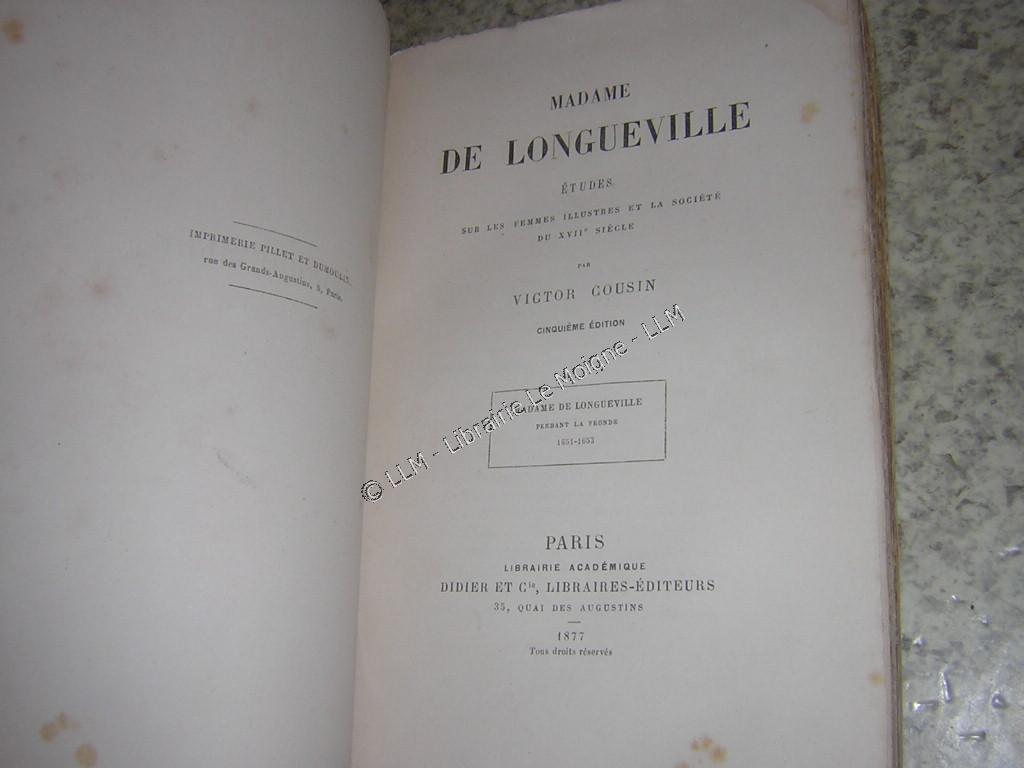 IMPRIMERIE PILLET ET DUMOULIN,
rue des Grands-Augustins, 5, Paris.
MADAME
DE LONGUEVILLE
ÉTUDES
SUR LES FEMMES ILLUSTRES ET LA SOCIÉTÉ
DU XVIIe SIÈCLE
PAR
VICTOR COUSIN
CINQUIÈME ÉDITION
MADAME DE LONGUEVILLE
PENDANT LA FRONDE
1651-1653
PARIS
LIBRAIRIE ACADÉMIQUE
DIDIER ET Cie, LIBRAIRES-ÉDITEURS
35, QUAI DES AUGUSTINS
1877
Tous droits réservés
© LLM - Librairie Le Moigne - LLM